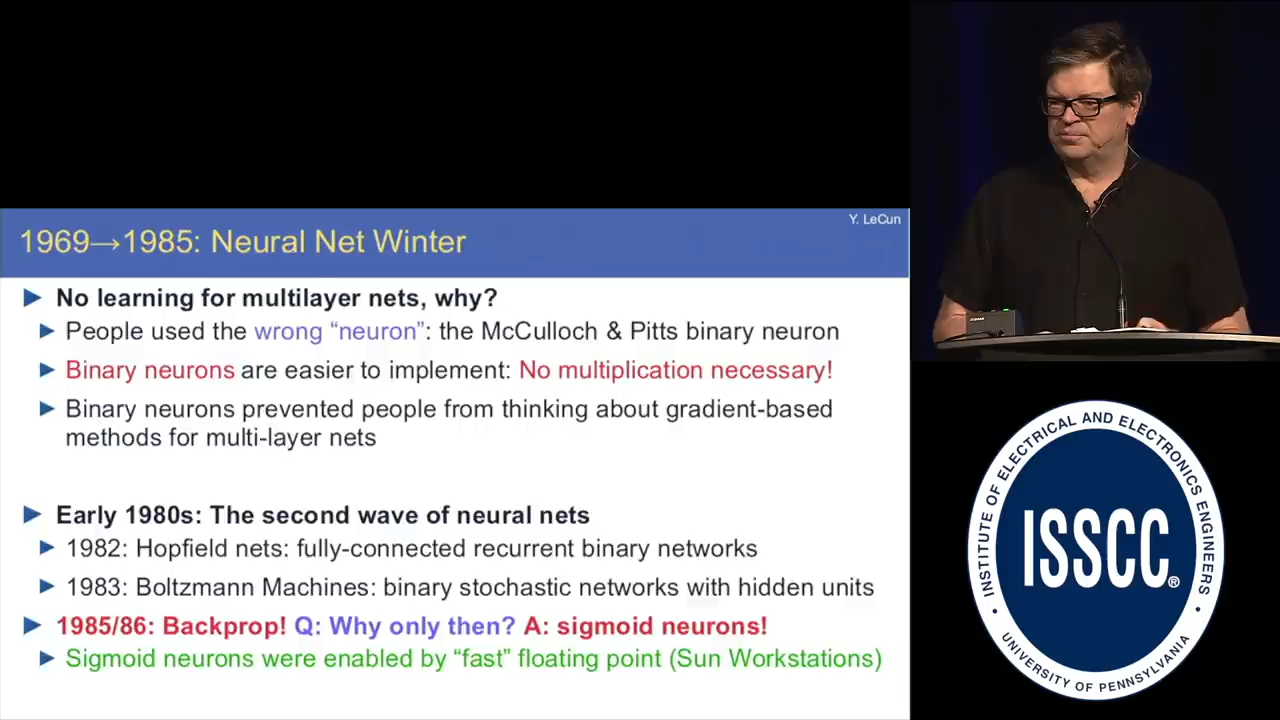 Y. LeCun
1969→1985: Neural Net Winter
No learning for multilayer nets, why?
People used the wrong “neuron”: the McCulloch & Pitts binary neuron
Binary neurons are easier to implement: No multiplication necessary!
Binary neurons prevented people from thinking about gradient-based
methods for multi-layer nets
Early 1980s: The second wave of neural nets
1982: Hopfield nets: fully-connected recurrent binary networks
1983: Boltzmann Machines: binary stochastic networks with hidden units
1985/86: Backprop! Q: Why only then? A: sigmoid neurons!
Sigmoid neurons were enabled by “fast” floating point (Sun Workstations)
INSTITUTE OF ELECTRICAL AND ELECTRONICS ENGINEERS
ISSCC®
UNIVERSITY OF PENNSYLVANIA